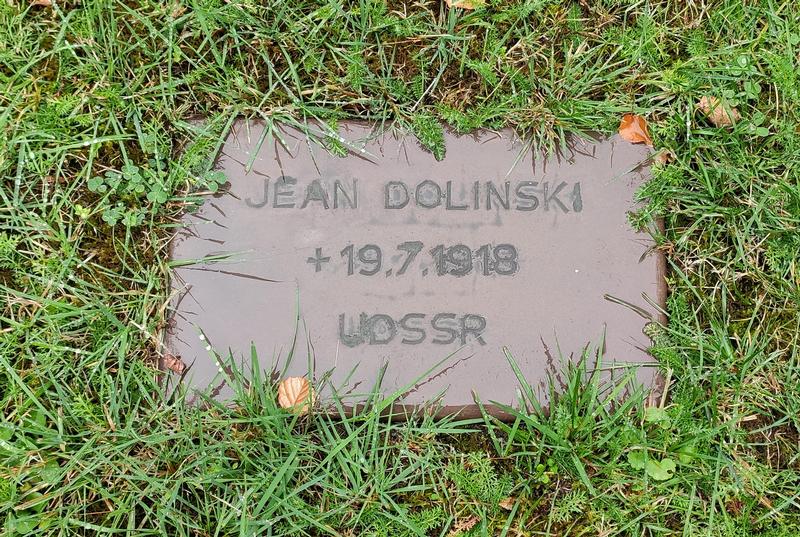 JEAN DOLINSKI
+ 19.7.1918
UDSSR